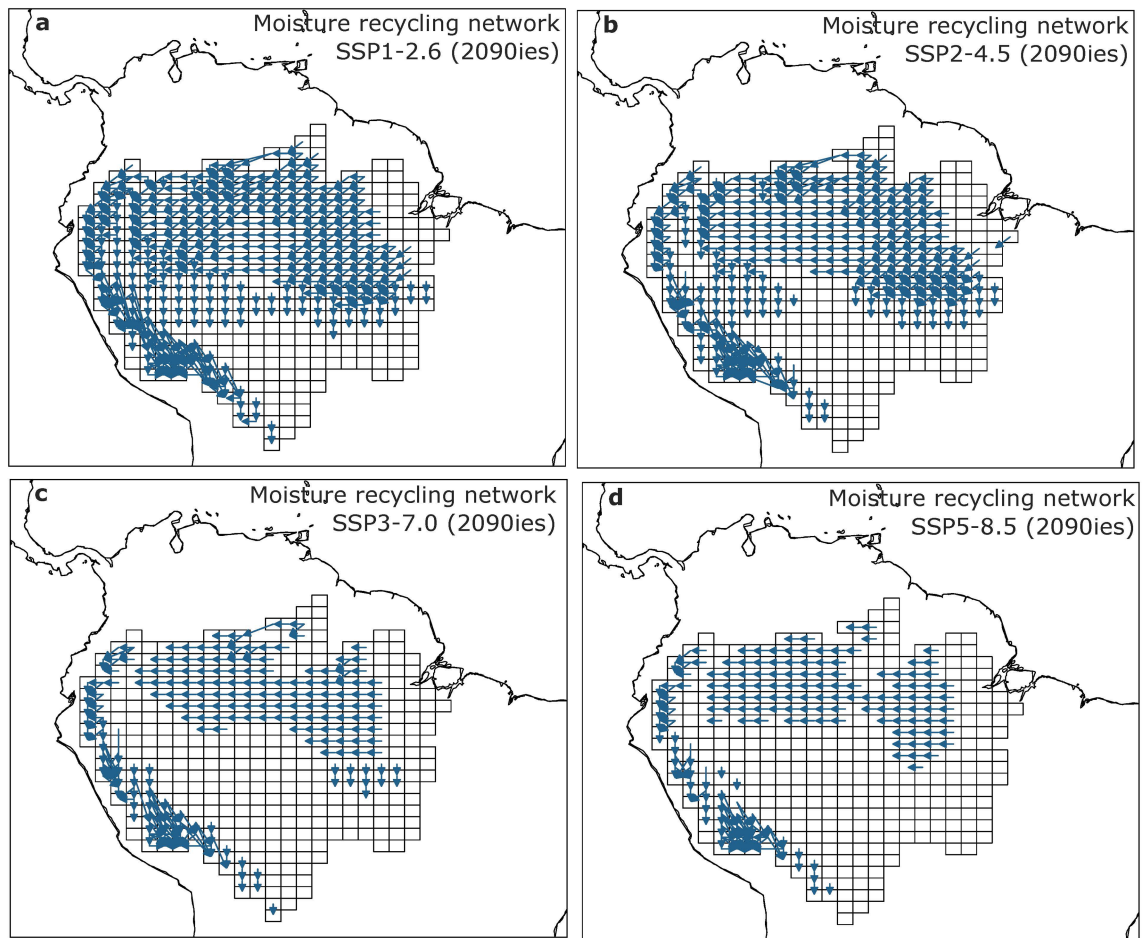 a
Moisture recycling network
SSP1-2.6 (2090ies)
b
Moisture recycling network
SSP2-4.5 (2090ies)
c
Moisture recycling network
SSP3-7.0 (2090ies)
d
Moisture recycling network
SSP5-8.5 (2090ies)